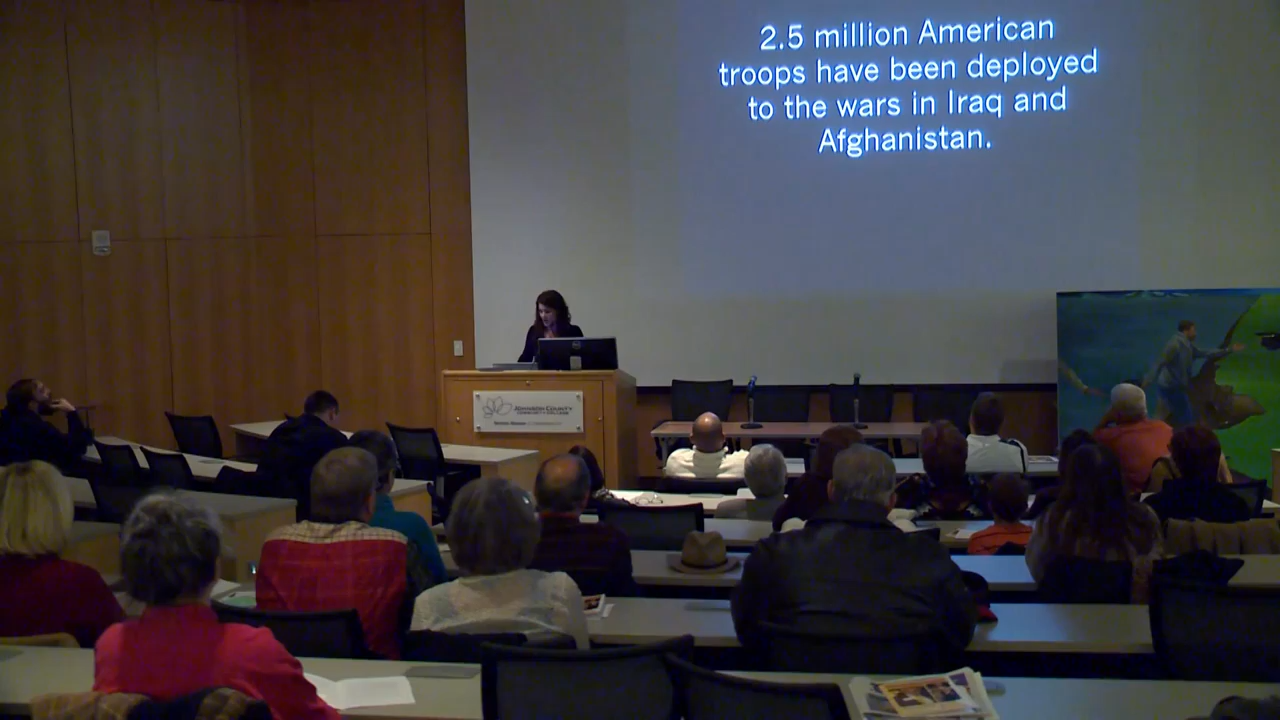 2.5 million American
troops have been deployed
to the wars in Iraq and
Afghanistan.